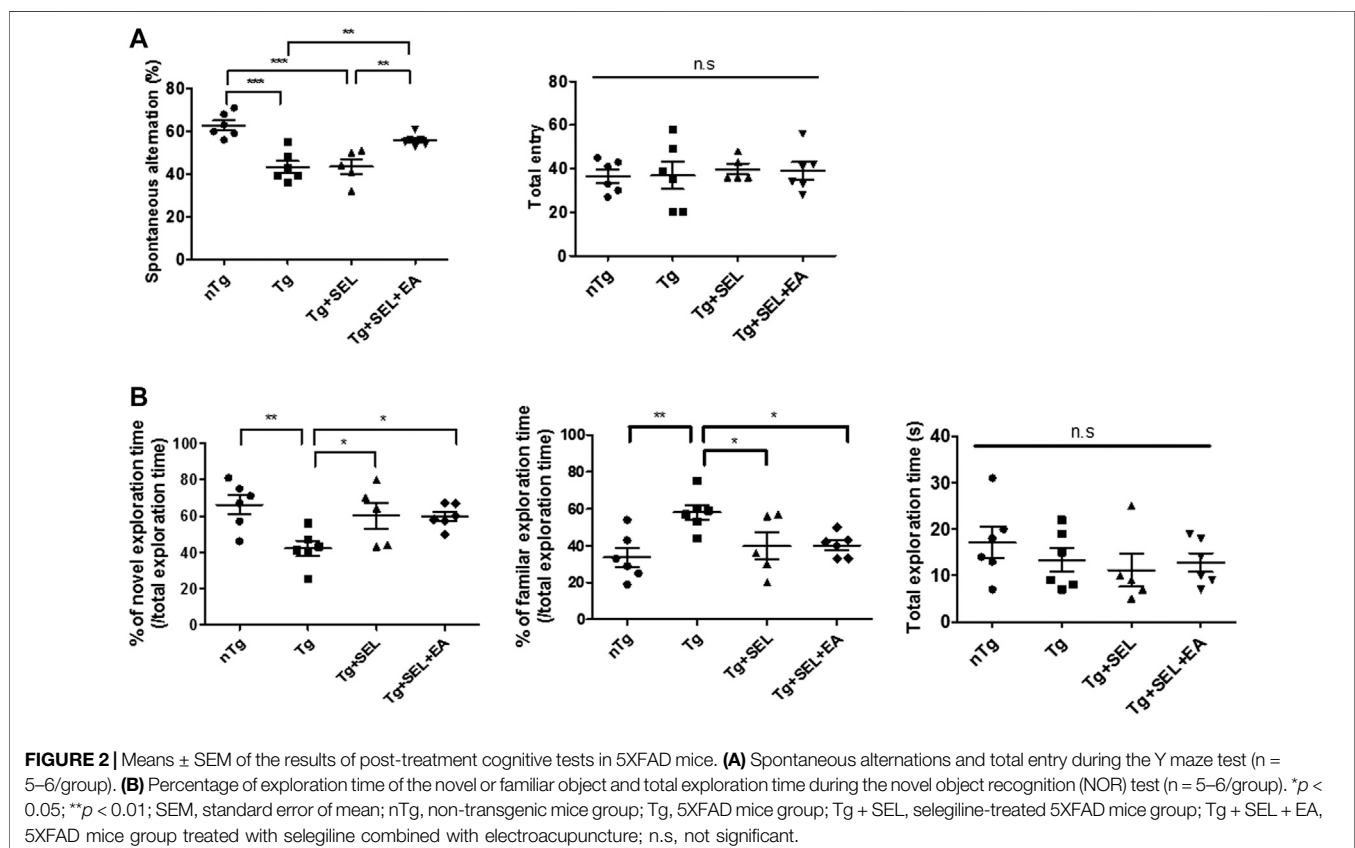 A
**
***
**
***
Spontaneous alternation (%)
80
60
40
20
0
nTg
Tg
Tg+SEL
Tg+SEL+EA
n.s
Total entry
80
60
40
20
0
nTg
Tg
Tg+SEL
Tg+SEL+EA
B
**
*
*
% of novel exploration time
(/total exploration time)
100
80
60
40
20
0
nTg
Tg
Tg+SEL
Tg+SEL+EA
**
*
*
% of familar exploration time
(/total exploration time)
100
80
60
40
20
0
nTg
Tg
Tg+SEL
Tg+SEL+EA
n.s
Total exploration time (s)
40
30
20
10
0
nTg
Tg
Tg+SEL
Tg+SEL+EA
FIGURE 2 | Means ± SEM of the results of post-treatment cognitive tests in 5XFAD mice. (A) Spontaneous alternations and total entry during the Y maze test (n =
5–6/group). (B) Percentage of exploration time of the novel or familiar object and total exploration time during the novel object recognition (NOR) test (n = 5–6/group). *p <
0.05; **p < 0.01; SEM, standard error of mean; nTg, non-transgenic mice group; Tg, 5XFAD mice group; Tg + SEL, selegiline-treated 5XFAD mice group; Tg + SEL + EA,
5XFAD mice group treated with selegiline combined with electroacupuncture; n.s, not significant.